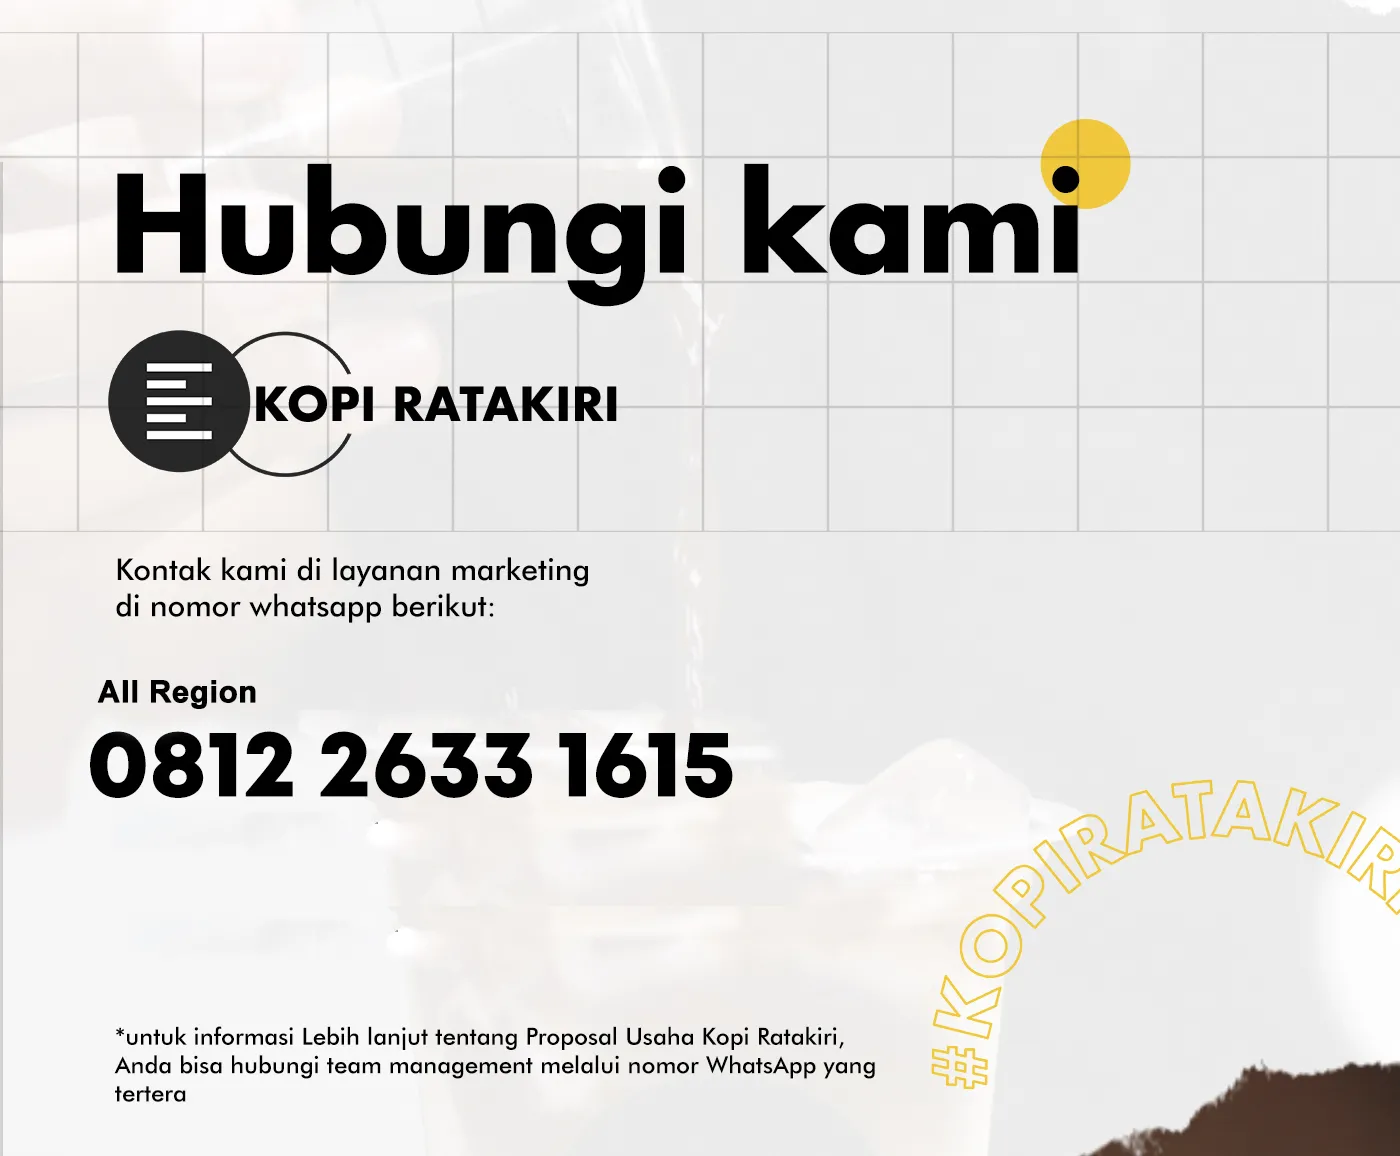 Hubungi kami
KOPI RATAKIRI
Kontak kami di layanan marketing
di nomor whatsapp berikut:
All Region
0812 2633 1615
#KOPIRATAKIR
*untuk informasi Lebih lanjut tentang Proposal Usaha Kopi Ratakiri,
Anda bisa hubungi team management melalui nomor WhatsApp yang
tertera